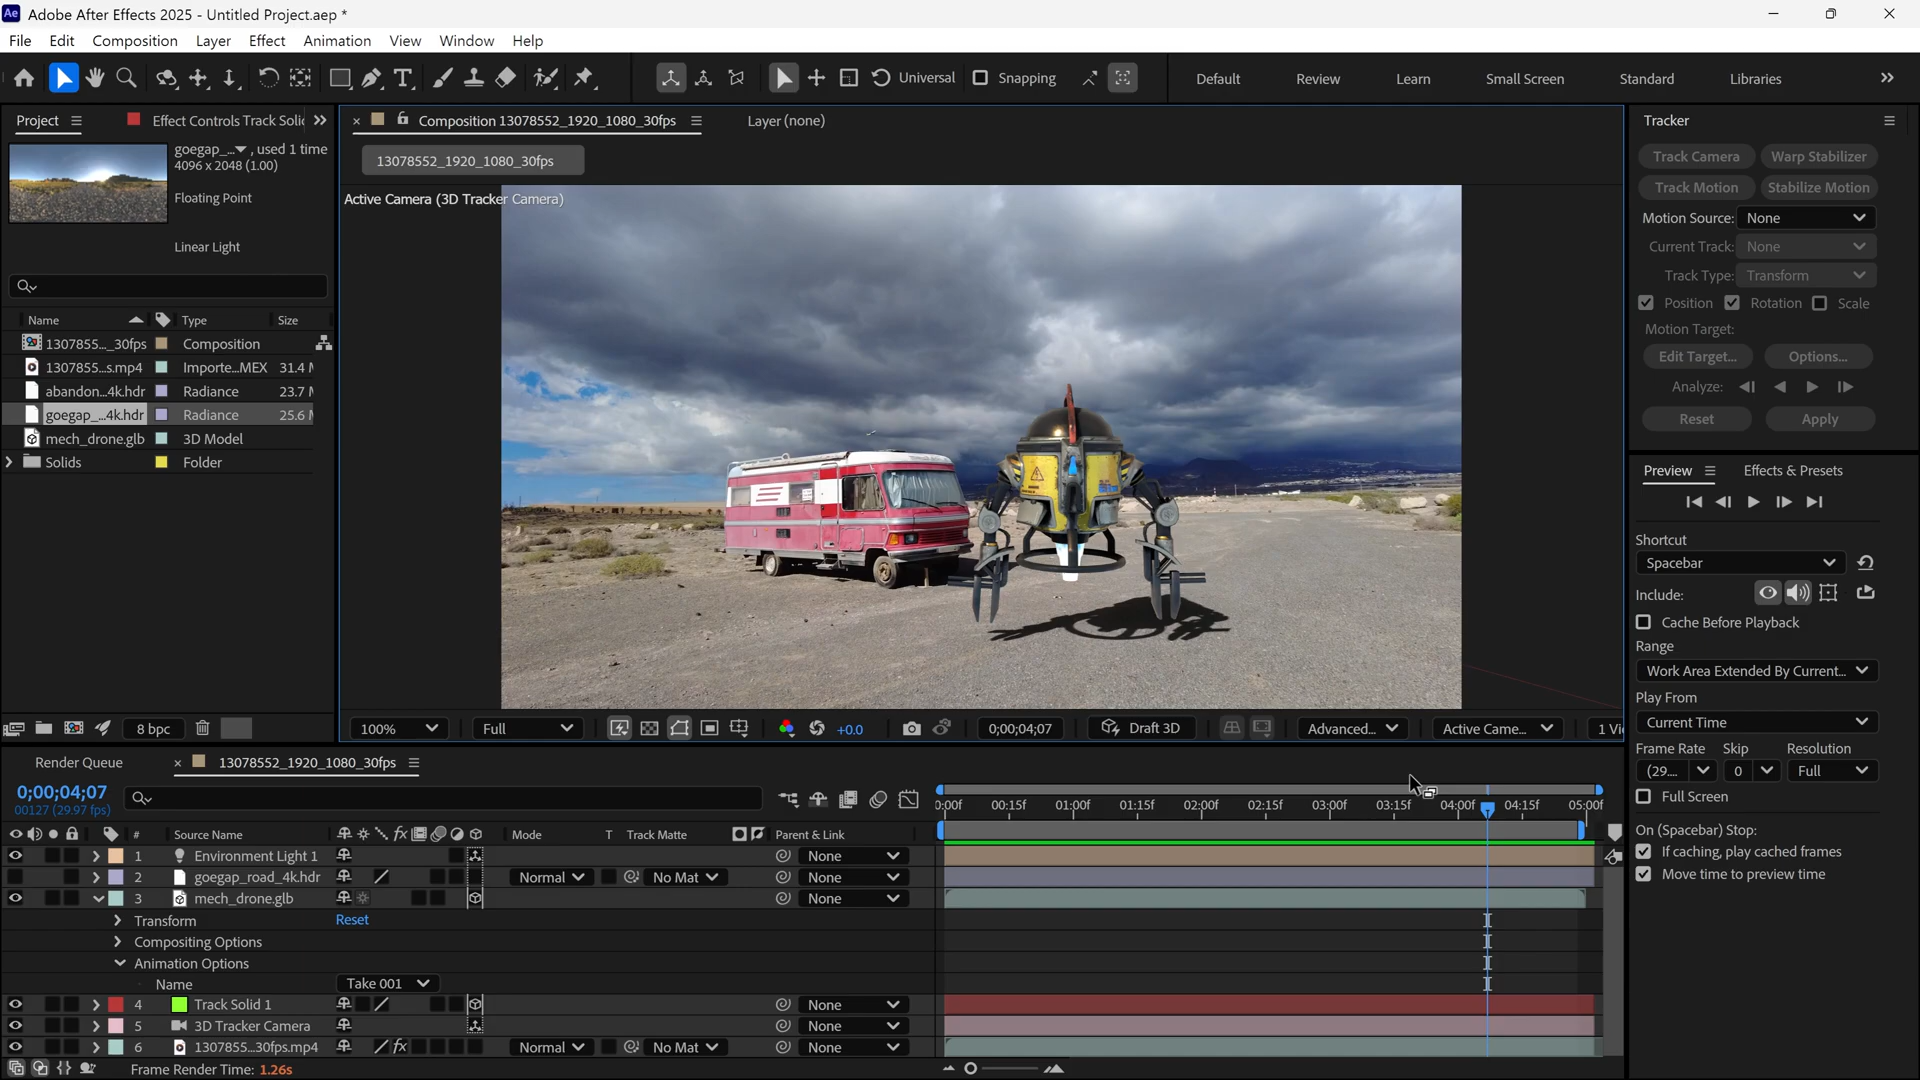 Ae Adobe After Effects 2025 - Untitled Project.aep *
File Edit Composition Layer Effect Animation View Window Help
Universal Snapping Default Review Learn Small Screen Standard Libraries
Project Effect Controls Track Solid
goegap_... , used 1 time
4096 x 2048 (1.00)
Floating Point
Linear Light
Name Type Size
1307855..._30fps Composition
1307855...s.mp4 Importe...MEX 31.4
abandon...4k.hdr Radiance 23.7
goegap_...4k.hdr Radiance 25.6
mech_drone.glb 3D Model
Solids Folder
8 bpc
Composition 13078552_1920_1080_30fps Layer (none)
13078552_1920_1080_30fps
Active Camera (3D Tracker Camera)
100% Full +0.0 0;00;04;07 Draft 3D Advanced... Active Came... 1 Vi
Tracker
Track Camera Warp Stabilizer
Track Motion Stabilize Motion
Motion Source: None
Current Track: None
Track Type: Transform
Position Rotation Scale
Motion Target:
Edit Target... Options...
Analyze:
Reset Apply
Preview Effects & Presets
Shortcut
Spacebar
Include:
Cache Before Playback
Range
Work Area Extended By Current...
Play From
Current Time
Frame Rate Skip Resolution
(29.... 0 Full
Full Screen
On (Spacebar) Stop:
If caching, play cached frames
Move time to preview time
Render Queue 13078552_1920_1080_30fps
0;00;04;07
00127 (29.97 fps)
0:00f 00:15f 01:00f 01:15f 02:00f 02:15f 03:00f 03:15f 04:00f 04:15f 05:00f
# Source Name fx Mode T Track Matte Parent & Link
1 Environment Light 1 None
2 goegap_road_4k.hdr Normal No Mat None
3 mech_drone.glb None
Transform Reset
Compositing Options
Animation Options
Name Take 001
4 Track Solid 1 None
5 3D Tracker Camera None
6 1307855...30fps.mp4 fx Normal No Mat None
Frame Render Time: 1.26s